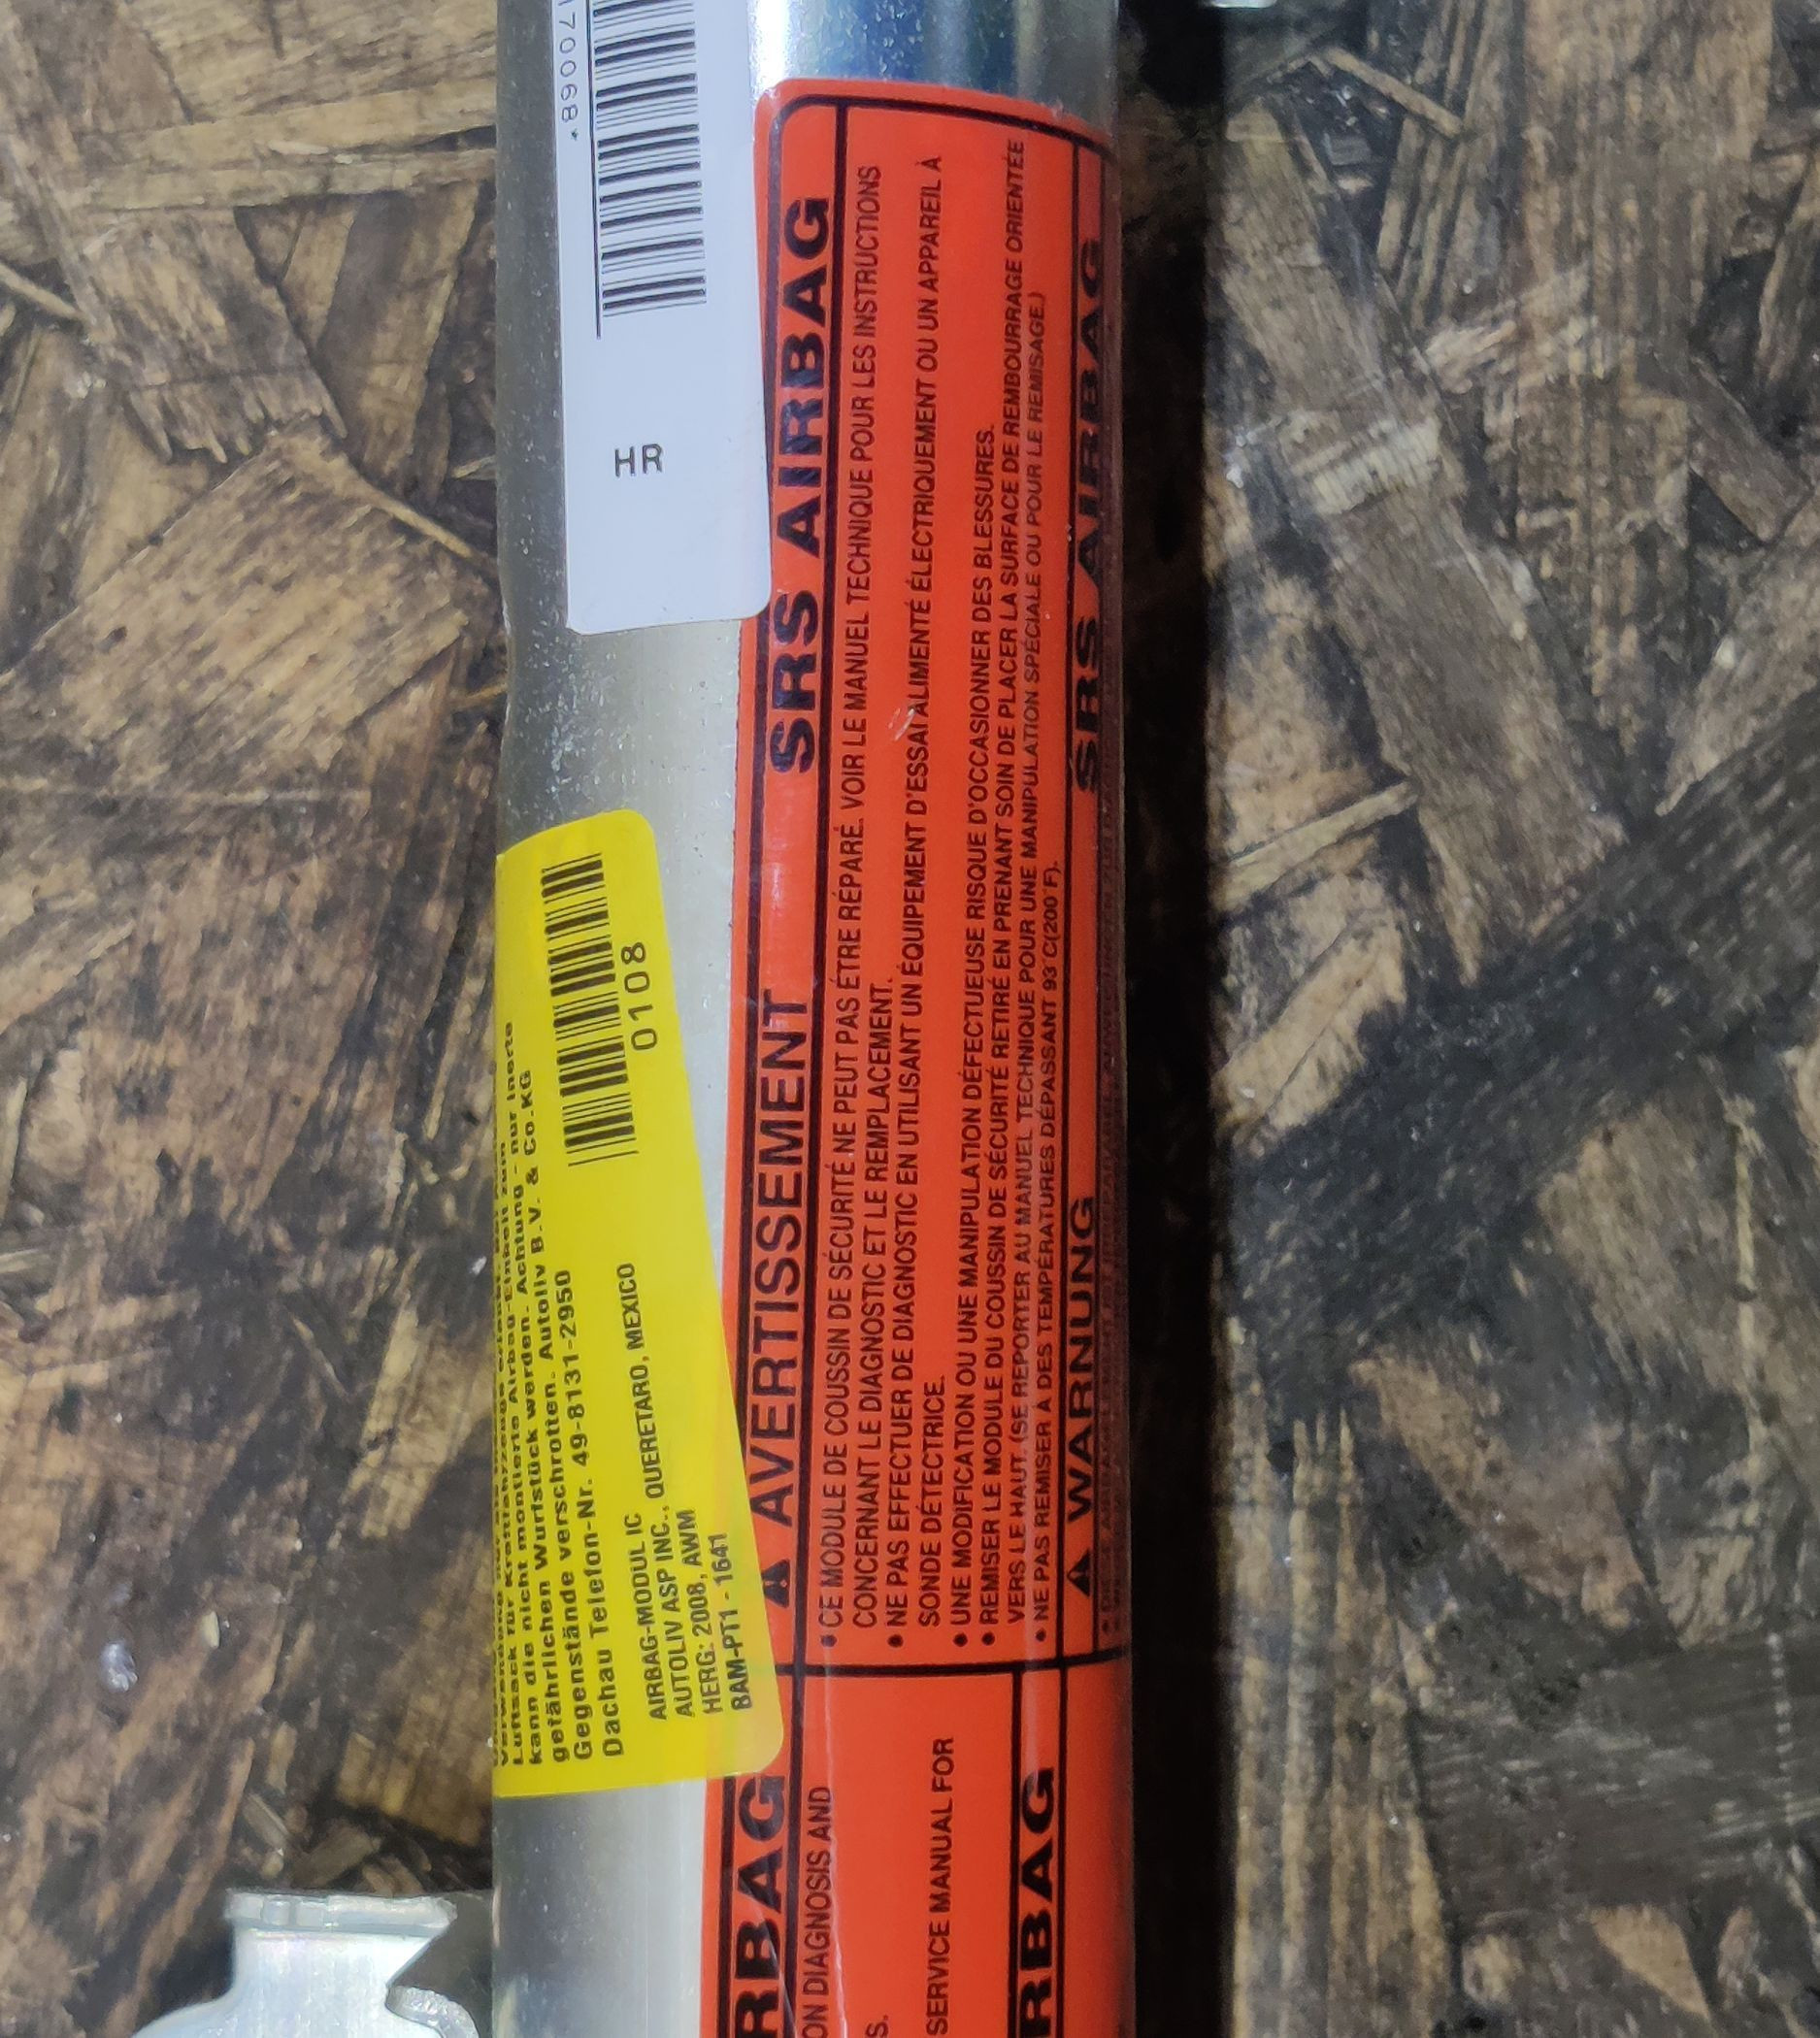 170068*
HR
kann die nicht montierte Airbag-Einheit zum
gefährlichen Wurfstück werden. Achtung - nur inerte
Gegenstände verschrotten. Autoliv B.V. & Co.KG
Dachau Telefon-Nr. 49-8131-2950
0108
AIRBAG-MODUL IC
AUTOLIV ASP INC., QUERETARO, MEXICO
HERG: 2008, AWM
BAM-PT1-1641
AVERTISSEMENT SRS AIRBAG
• CE MODULE DE COUSSIN DE SÉCURITÉ NE PEUT PAS ÉTRE RÉPARÉ. VOIR LE MANUEL TECHNIQUE POUR LES INSTRUCTIONS
CONCERNANT LE DIAGNOSTIC ET LE REMPLACEMENT.
• NE PAS EFFECTUER DE DIAGNOSTIC EN UTILISANT UN ÉQUIPEMENT D'ESSAI ALIMENTÉ ÉLECTRIQUEMENT OU UN APPAREIL À
SONDE DÉTECTRICE.
• UNE MODIFICATION OU UNE MANIPULATION DÉFECTUEUSE RISQUE D'OCCASIONNER DES BLESSURES.
• REMISER LE MODULE DU COUSSIN DE SÉCURITÉ RETIRÉ EN PRENANT SOIN DE PLACER LA SURFACE DE REMBOURRAGE ORIENTÉE
VERS LE HAUT. (SE REPORTER AU MANUEL TECHNIQUE POUR UNE MANIPULATION SPÉCIALE OU POUR LE REMISAGE.)
• NE PAS REMISER À DES TEMPÉRATURES DÉPASSANT 93°C(200°F).
WARNUNG SRS AIRBAG
RBAG
ON DIAGNOSIS AND
S.
SERVICE MANUAL FOR
RBAG